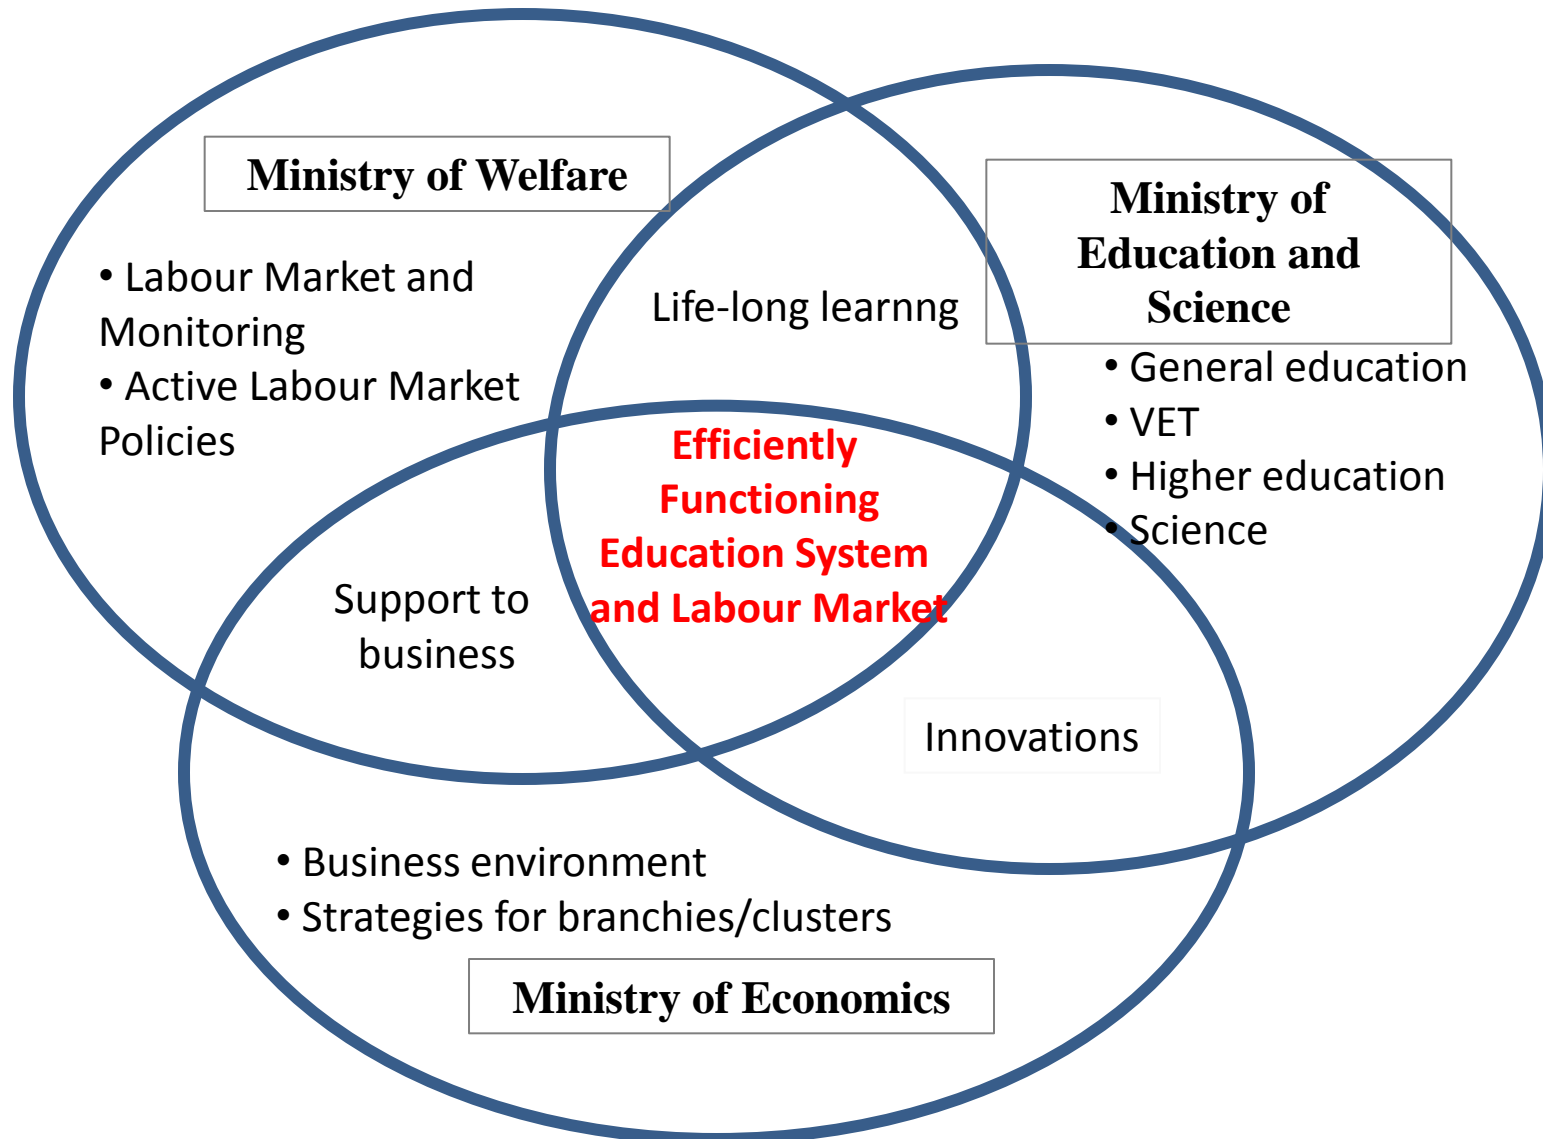 Ministry of Welfare
• Labour Market and
Monitoring
• Active Labour Market
Policies
Life-long learnng
Ministry of
Education and
Science
• General education
• VET
• Higher education
• Science
Efficiently
Functioning
Education System
and Labour Market
Support to
business
Innovations
• Business environment
• Strategies for branchies/clusters
Ministry of Economics